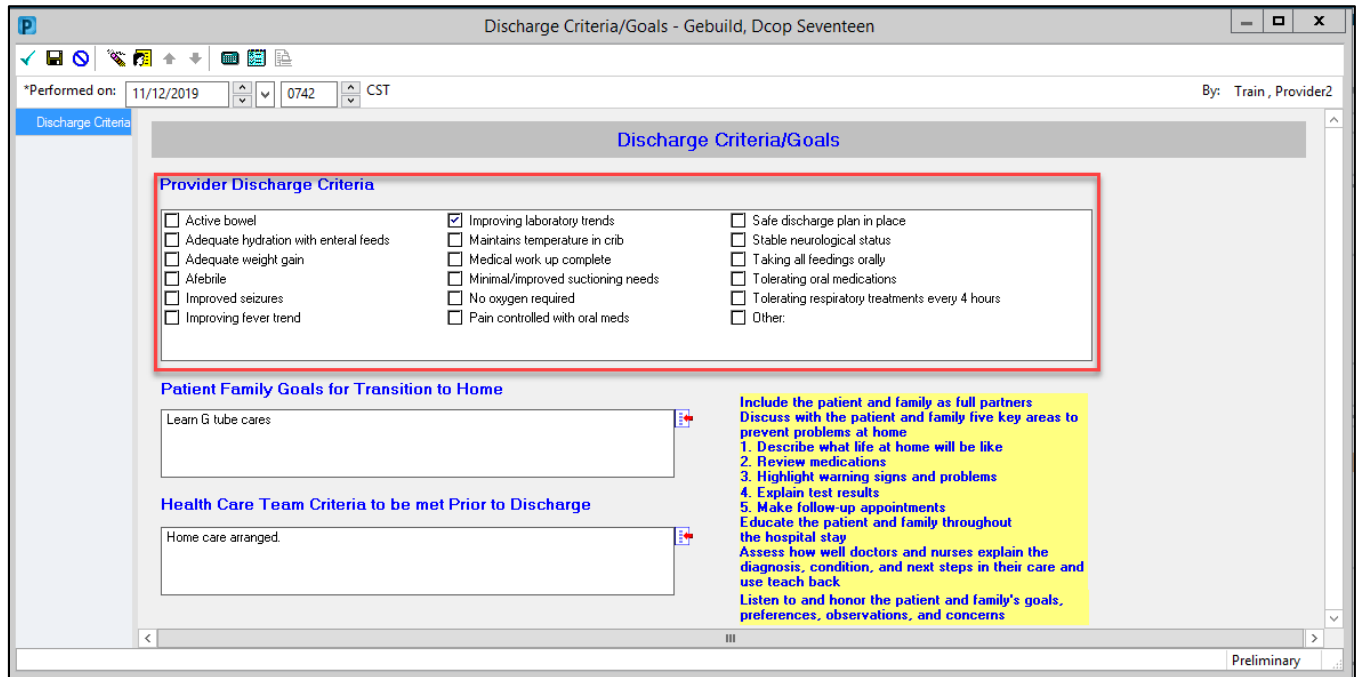 P
Discharge Criteria/Goals - Gebuild, Dcop Seventeen
*Performed on: 11/12/2019 0742 CST By: Train , Provider2
Discharge Criteria
Discharge Criteria/Goals
Provider Discharge Criteria
Active bowel
Adequate hydration with enteral feeds
Adequate weight gain
Afebrile
Improved seizures
Improving fever trend
Improving laboratory trends
Maintains temperature in crib
Medical work up complete
Minimal/improved suctioning needs
No oxygen required
Pain controlled with oral meds
Safe discharge plan in place
Stable neurological status
Taking all feedings orally
Tolerating oral medications
Tolerating respiratory treatments every 4 hours
Other:
Patient Family Goals for Transition to Home
Learn G tube cares
Health Care Team Criteria to be met Prior to Discharge
Home care arranged.
Include the patient and family as full partners
Discuss with the patient and family five key areas to
prevent problems at home
1. Describe what life at home will be like
2. Review medications
3. Highlight warning signs and problems
4. Explain test results
5. Make follow-up appointments
Educate the patient and family throughout
the hospital stay
Assess how well doctors and nurses explain the
diagnosis, condition, and next steps in their care and
use teach back
Listen to and honor the patient and family's goals,
preferences, observations, and concerns
Preliminary